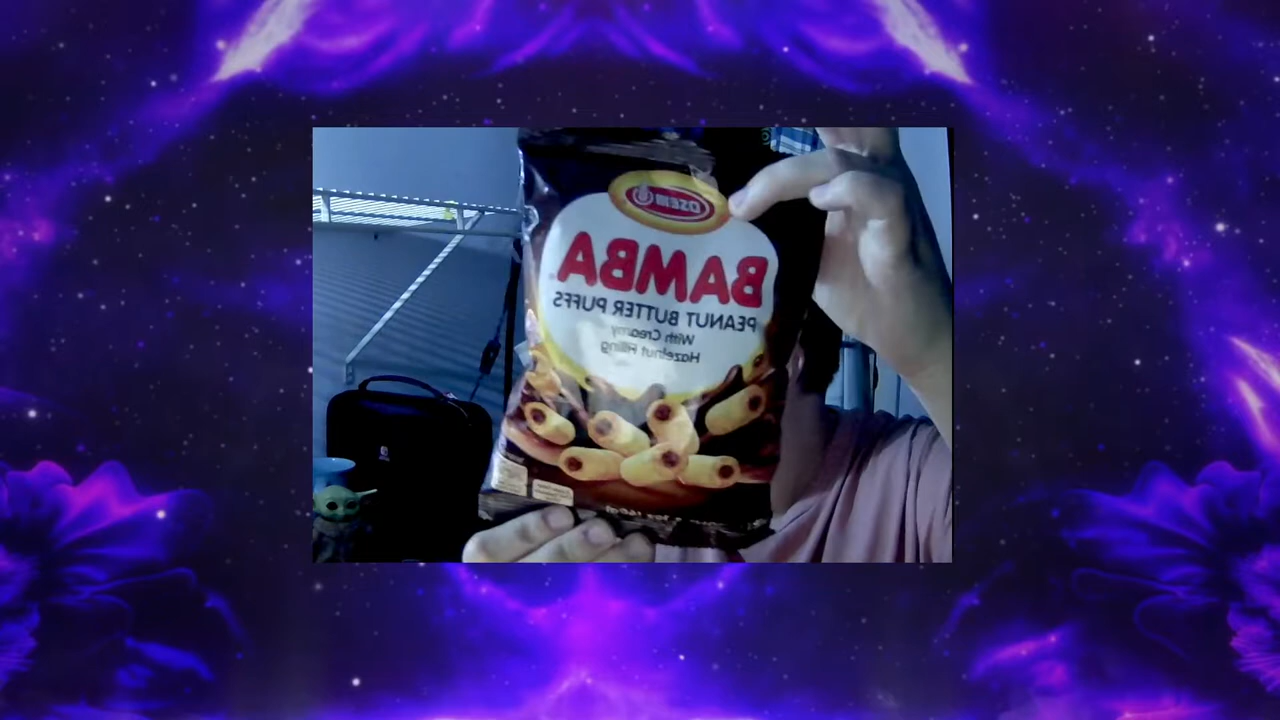 OSEM
BAMBA
PEANUT BUTTER PUFFS
With Creamy
Hazelnut Filling